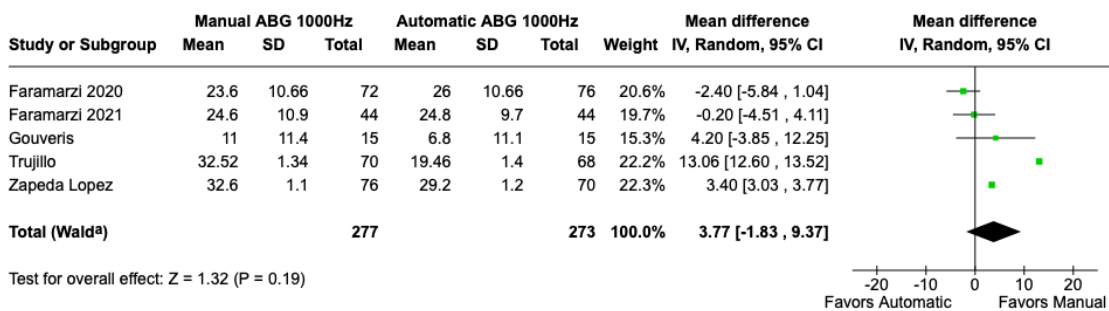 Manual ABG 1000Hz Automatic ABG 1000Hz Mean difference Mean difference
Study or Subgroup Mean SD Total Mean SD Total Weight IV, Random, 95% CI IV, Random, 95% CI
Faramarzi 2020 23.6 10.66 72 26 10.66 76 20.6% -2.40 [-5.84 , 1.04]
Faramarzi 2021 24.6 10.9 44 24.8 9.7 44 19.7% -0.20 [-4.51 , 4.11]
Gouveris 11 11.4 15 6.8 11.1 15 15.3% 4.20 [-3.85 , 12.25]
Trujillo 32.52 1.34 70 19.46 1.4 68 22.2% 13.06 [12.60 , 13.52]
Zapeda Lopez 32.6 1.1 76 29.2 1.2 70 22.3% 3.40 [3.03 , 3.77]
Total (Waldª) 277 273 100.0% 3.77 [-1.83 , 9.37]
Test for overall effect: Z = 1.32 (P = 0.19)
-20 -10 0 10 20
Favors Automatic Favors Manual